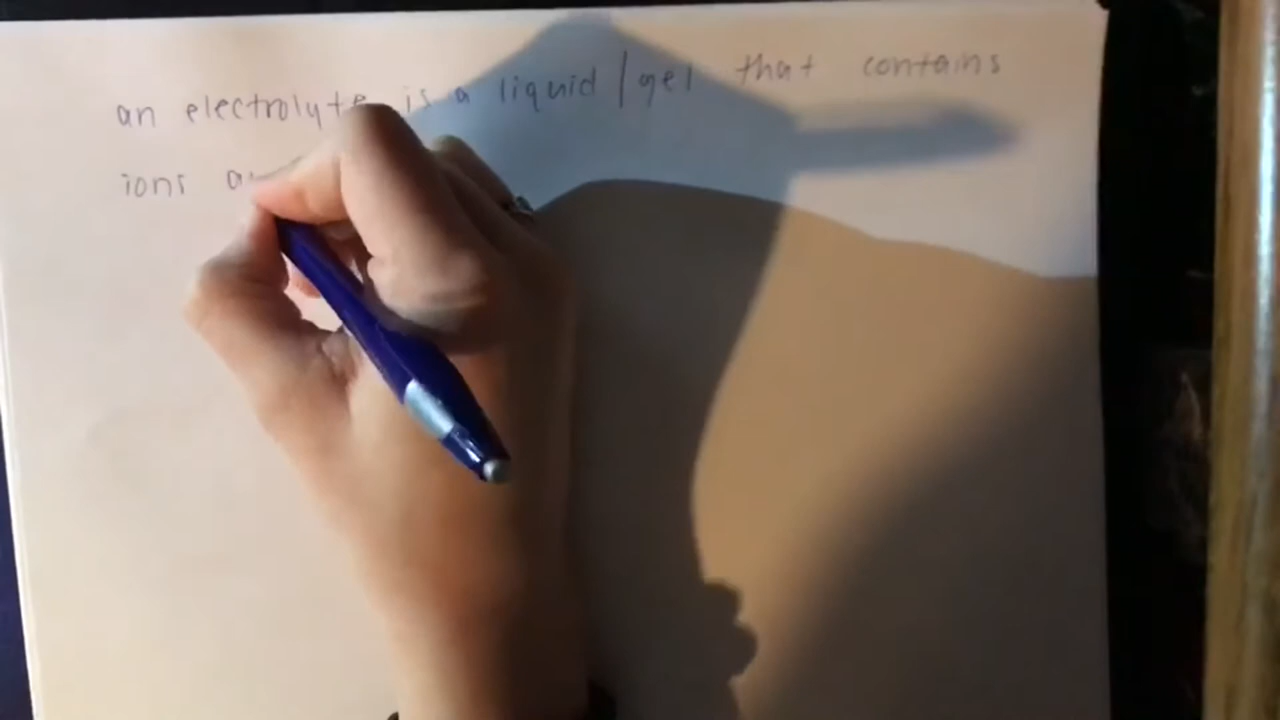 an electrolyte is a liquid/gel that contains
ions